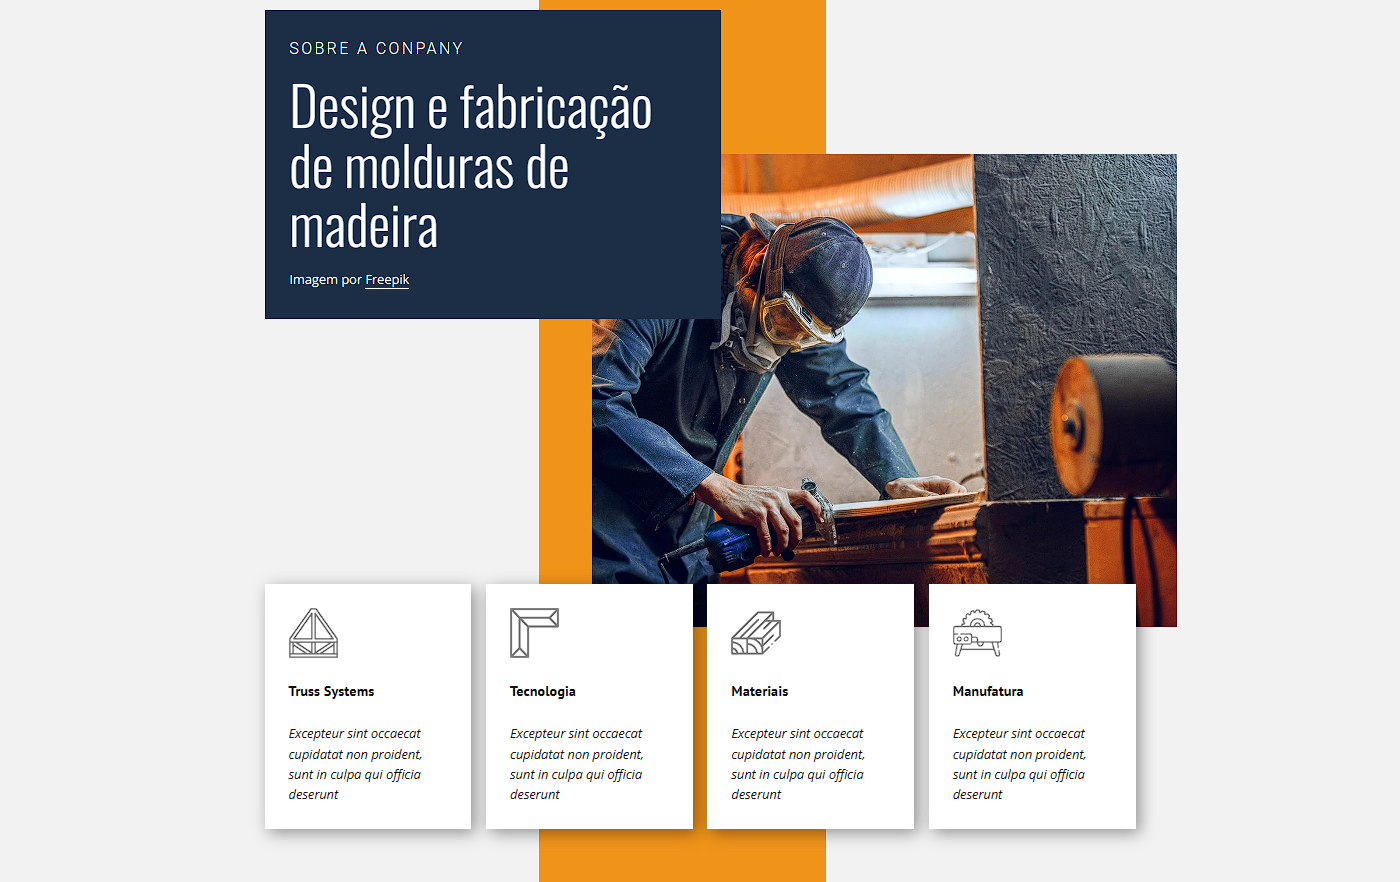 SOBRE A CONPANY
Design e fabricação
de molduras de
madeira
Imagem por Freepik
Truss Systems
Excepteur sint occaecat
cupidatat non proident,
sunt in culpa qui officia
deserunt
Tecnologia
Excepteur sint occaecat
cupidatat non proident,
sunt in culpa qui officia
deserunt
Materiais
Excepteur sint occaecat
cupidatat non proident,
sunt in culpa qui officia
deserunt
Manufatura
Excepteur sint occaecat
cupidatat non proident,
sunt in culpa qui officia
deserunt